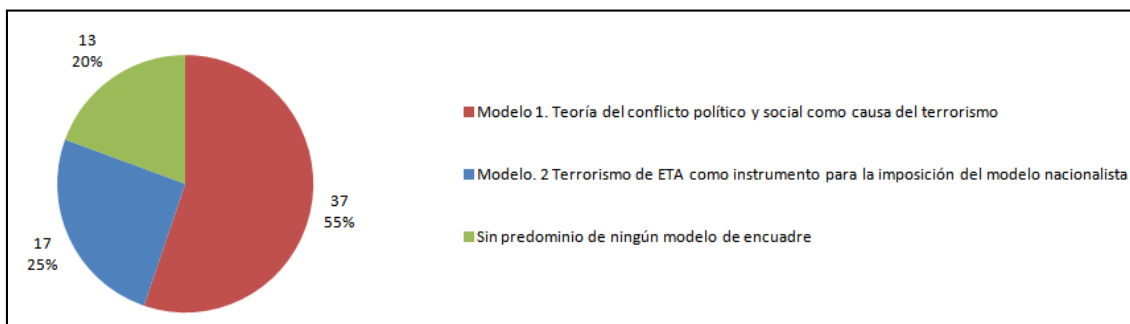 13
20%
37
55%
17
25%
Modelo 1. Teoría del conflicto político y social como causa del terrorismo
Modelo. 2 Terrorismo de ETA como instrumento para la imposición del modelo nacionalista
Sin predominio de ningún modelo de encuadre